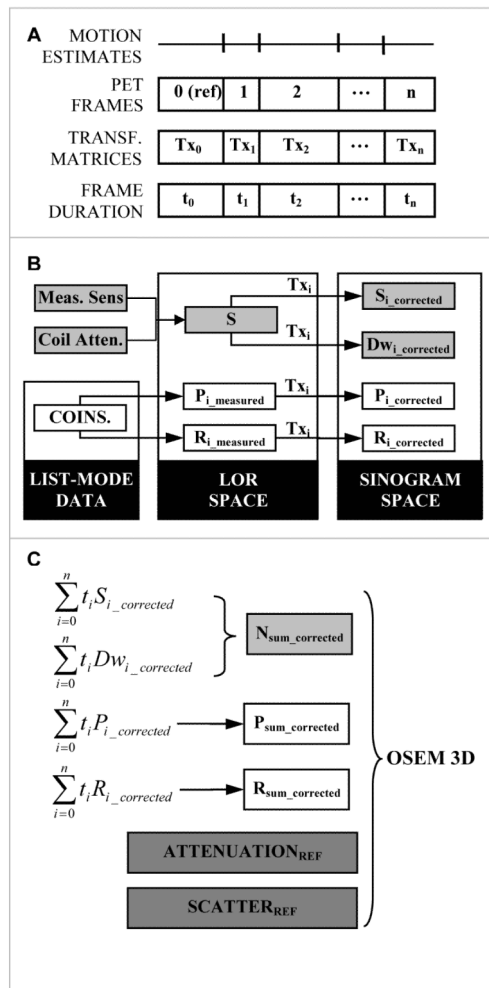 A
MOTION ESTIMATES
PET FRAMES
0 (ref) 1 2 ... n
TRANSF. MATRICES
Tx0 Tx1 Tx2 ... Txn
FRAME DURATION
t0 t1 t2 ... tn
B
Meas. Sens
Coil Atten.
S
Txi
Si_corrected
Txi
Dwi_corrected
COINS.
Pi_measured
Txi
Pi_corrected
Ri_measured
Txi
Ri_corrected
LIST-MODE DATA
LOR SPACE
SINOGRAM SPACE
C
n ∑ i=0 tiSi_corrected
n ∑ i=0 tiDwi_corrected
Nsum_corrected
n ∑ i=0 tiPi_corrected
Psum_corrected
n ∑ i=0 tiRi_corrected
Rsum_corrected
OSEM 3D
ATTENUATIONREF
SCATTERREF